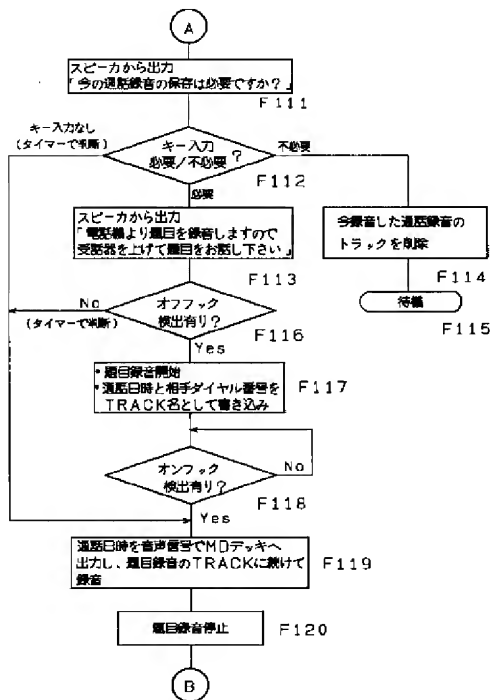 A
スピーカから出力
「今の通話録音の保存は必要ですか?」
F111
キー入力なし
(タイマーで判断)
キー入力
必要/不必要?
不必要
F112
必要
スピーカから出力
「電話機より題目を録音しますので
受話器を上げて題目をお話し下さい」
F113
今録音した通話録音の
トラックを削除
F114
待機
F115
No
(タイマーで判断)
オフフック
検出有り?
F116
Yes
・題目録音開始
・通話日時と相手ダイヤル番号を
TRACK名として書き込み
F117
オンフック
検出有り?
No
F118
Yes
通話日時を音声信号でMDデッキへ
出力し、題目録音のTRACKに続けて
録音
F119
題目録音停止
F120
B